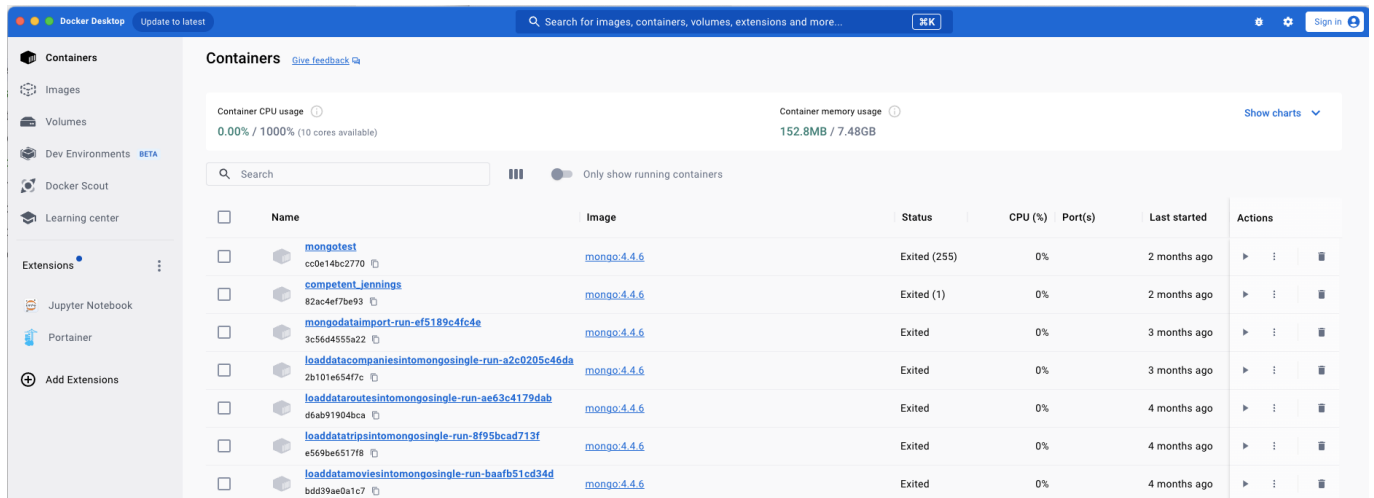 Docker Desktop Update to latest Search for images, containers, volumes, extensions and more... ⌘K Sign in
Containers
Images
Volumes
Dev Environments BETA
Docker Scout
Learning center
Extensions
Jupyter Notebook
Portainer
Add Extensions
Containers Give feedback
Container CPU usage
0.00% / 1000% (10 cores available)
Container memory usage
152.8MB / 7.48GB
Show charts
Search Only show running containers
Name Image Status CPU (%) Port(s) Last started Actions
mongotest
cc0e14bc2770 mongo:4.4.6 Exited (255) 0% 2 months ago
competent_jennings
82ac4ef7be93 mongo:4.4.6 Exited (1) 0% 2 months ago
mongodataimport-run-ef5189c4fc4e
3c56d4555a22 mongo:4.4.6 Exited 0% 3 months ago
loaddatacompaniesintomongosingle-run-a2c0205c46da
2b101e654f7c mongo:4.4.6 Exited 0% 3 months ago
loaddataroutesintomongosingle-run-ae63c4179dab
d6ab91904bca mongo:4.4.6 Exited 0% 4 months ago
loaddatatripsintomongosingle-run-8f95bcad713f
e569be6517f8 mongo:4.4.6 Exited 0% 4 months ago
loaddatamoviesintomongosingle-run-baafb51cd34d
bdd39ae0a1c7 mongo:4.4.6 Exited 0% 4 months ago